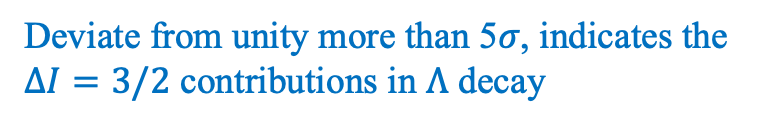 Deviate from unity more than 5σ, indicates the
ΔI = 3/2 contributions in Λ decay